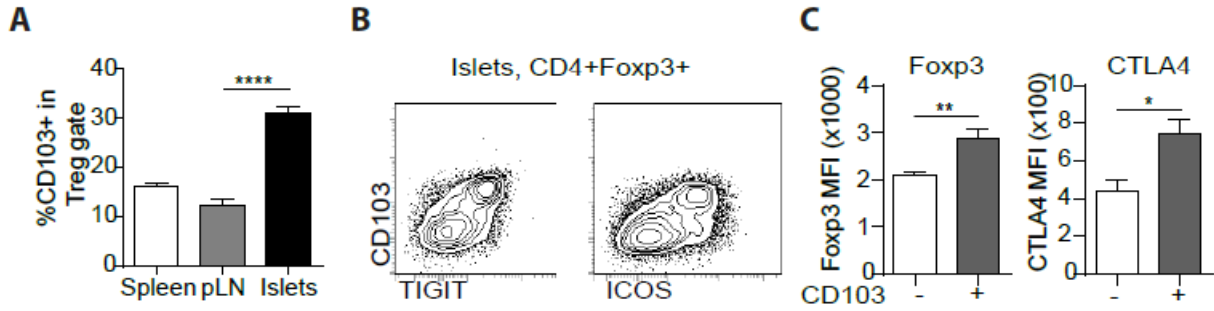 A
%CD103+ in
Treg gate
40
30
20
10
0
****
Spleen pLN Islets
B
Islets, CD4+Foxp3+
CD103
TIGIT
ICOS
C
Foxp3
Foxp3 MFI (x1000)
4
3
2
1
0
**
CD103 - +
CTLA4
CTLA4 MFI (x100)
10
8
6
4
2
0
*
- +